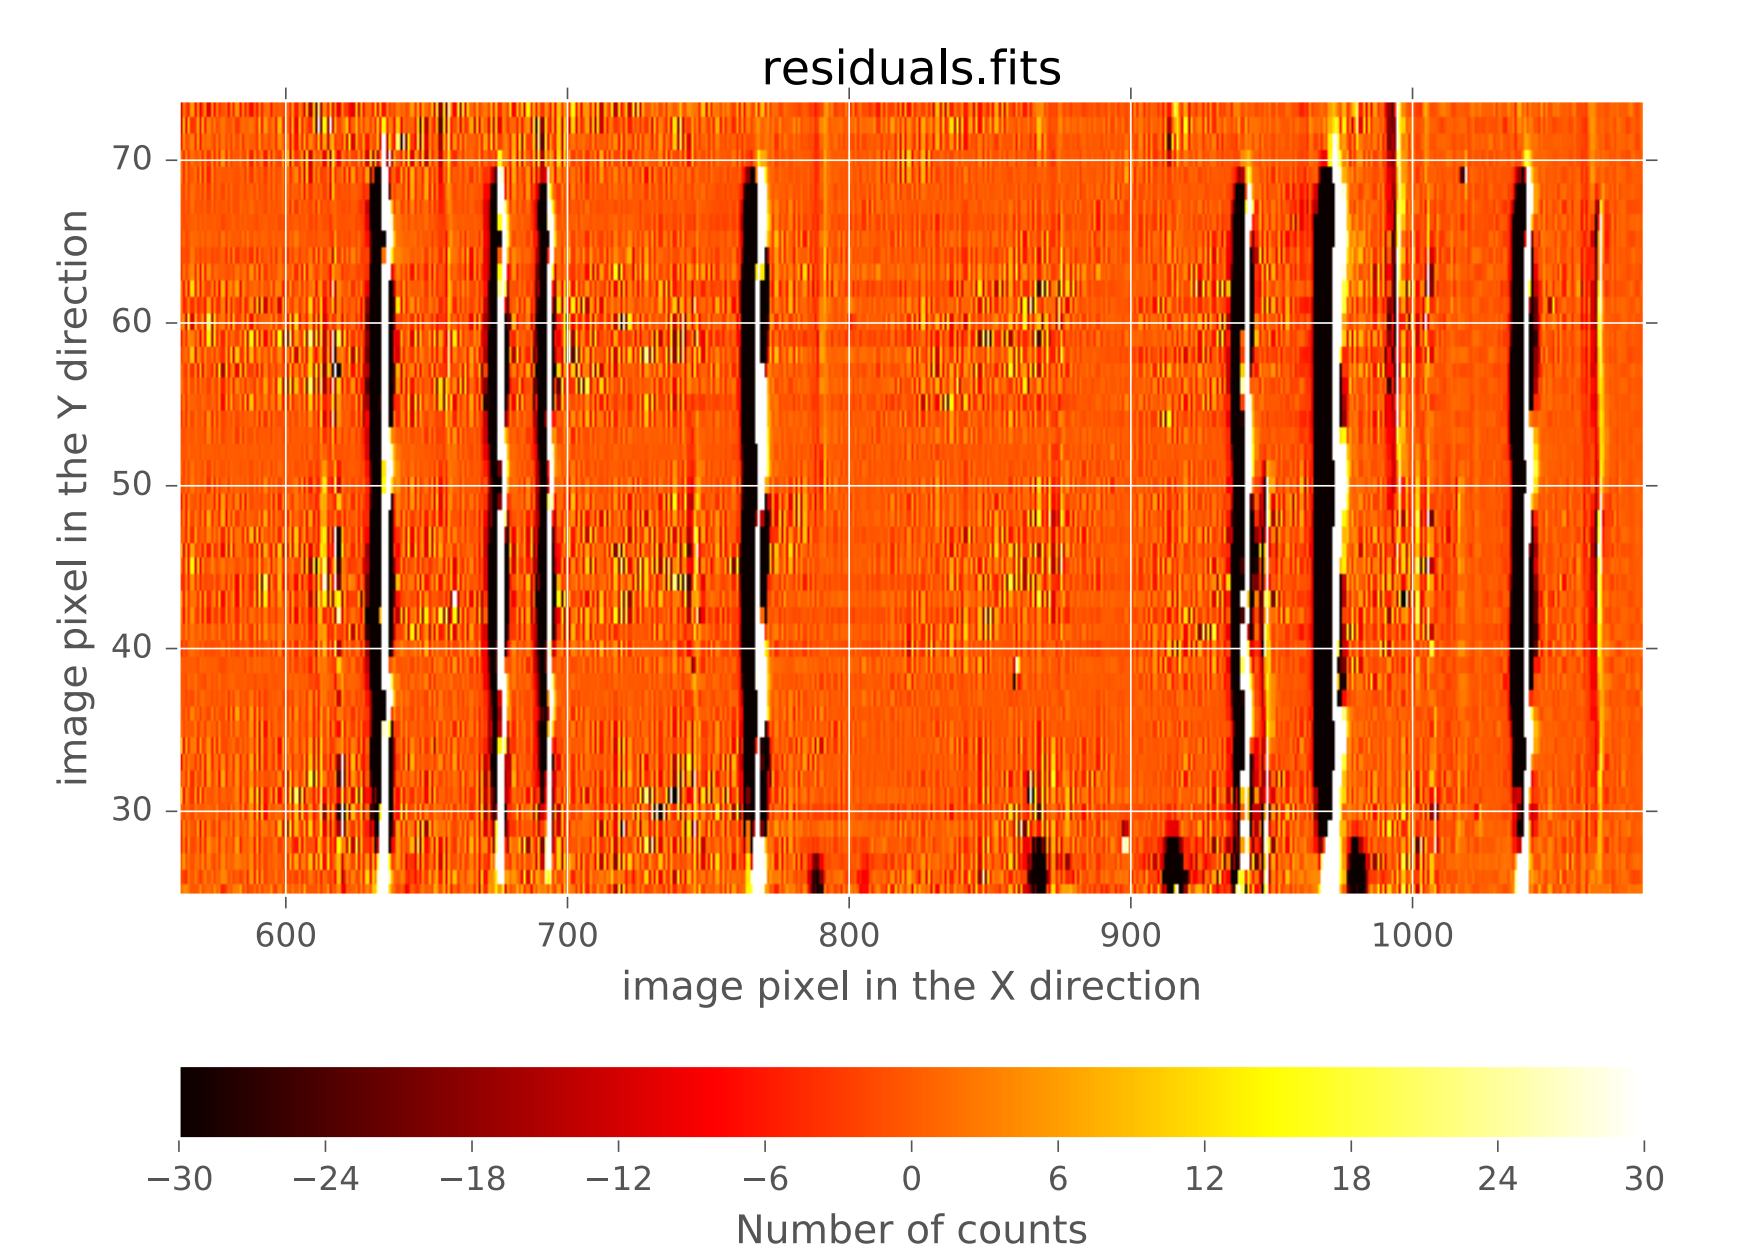 residuals.fits
70
60
50
40
30
image pixel in the Y direction
600 700 800 900 1000
image pixel in the X direction
−30 −24 −18 −12 −6 0 6 12 18 24 30
Number of counts